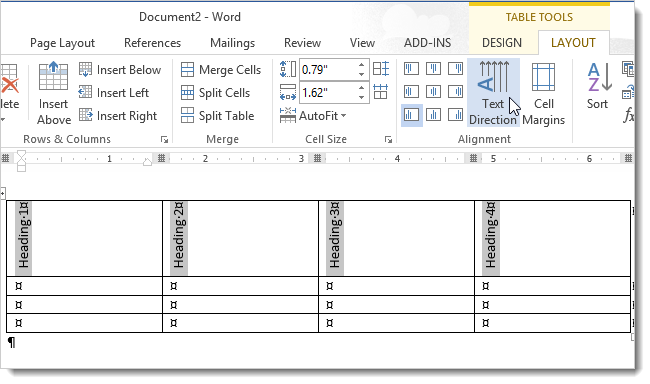 Document2 - Word
TABLE TOOLS
Page Layout References Mailings Review View ADD-INS DESIGN LAYOUT
lete
Insert Above
Insert Below
Insert Left
Insert Right
Rows & Columns
Merge Cells
Split Cells
Split Table
Merge
0.79"
1.62"
AutoFit
Cell Size
Text Direction
Cell Margins
Alignment
A
Z
Sort
fx
1 2 3 4 5 6
Heading·1¤ Heading·2¤ Heading·3¤ Heading·4¤
¤ ¤ ¤ ¤
¤ ¤ ¤ ¤
¤ ¤ ¤ ¤
¶